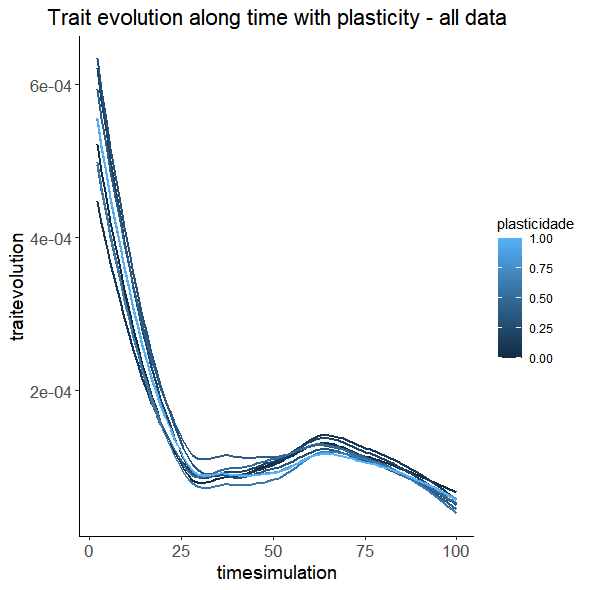 Trait evolution along time with plasticity - all data
traitevolution
6e-04
4e-04
2e-04
0
25
50
75
100
timesimulation
plasticidade
1.00
0.75
0.50
0.25
0.00